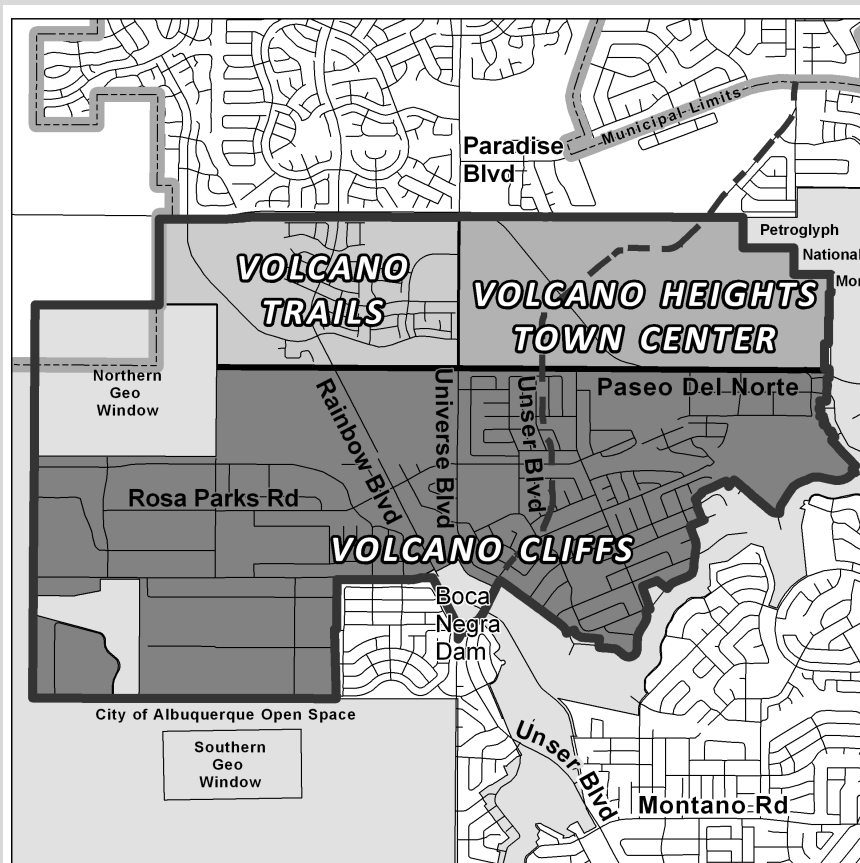 Municipal Limits
Paradise
Blvd
Petroglyph
National
VOLCANO
TRAILS
VOLCANO HEIGHTS
TOWN CENTER
Northern
Geo
Window
Paseo Del Norte
Rainbow Blvd
Universe Blvd
Unser Blvd
Rosa Parks Rd
VOLCANO CLIFFS
Boca
Negra
Dam
City of Albuquerque Open Space
Southern
Geo
Window
Unser Blvd
Montano Rd